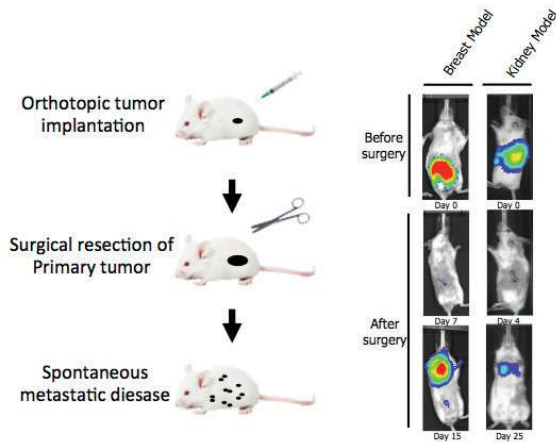 Orthotopic tumor
implantation
Surgical resection of
Primary tumor
Spontaneous
metastatic diesase
Breast Model
Kidney Model
Before
surgery
Day 0
Day 0
After
surgery
Day 7
Day 4
Day 15
Day 25